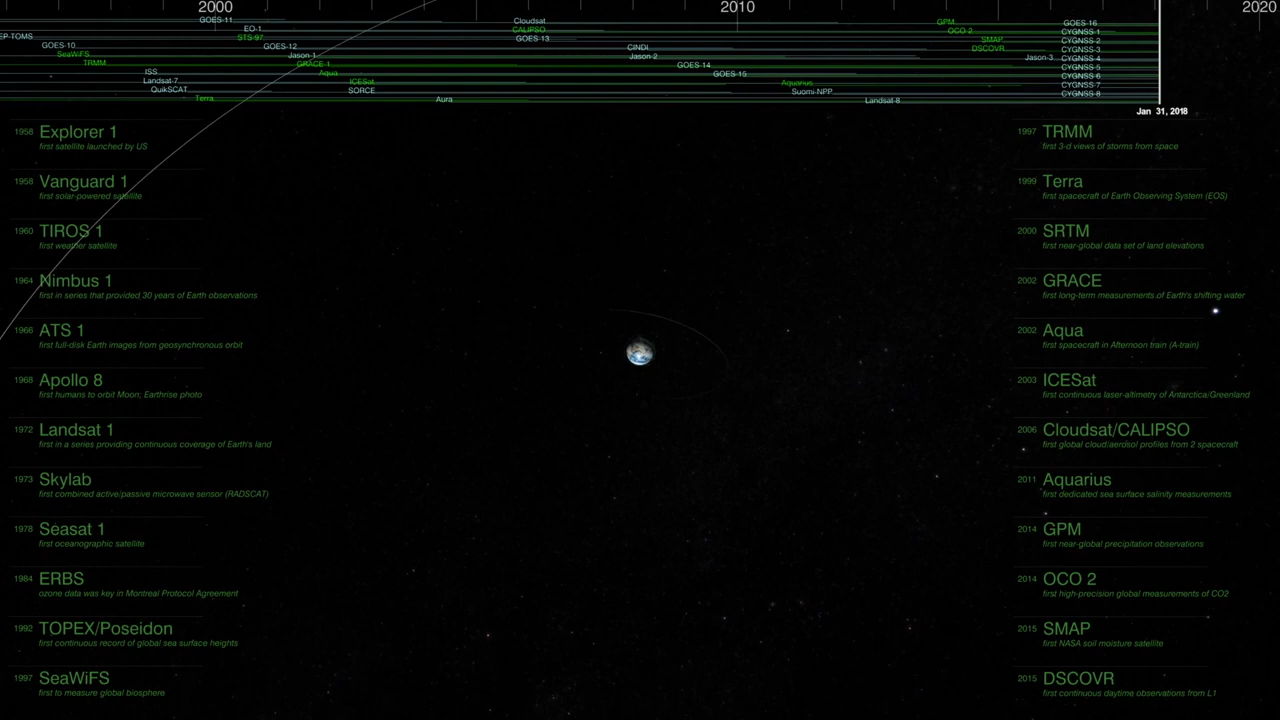 2000 2010 2020
GOES-11 Cloudsat GPM GOES-16
EO-1 CALIPSO OCO 2 CYGNSS-1
EP-TOMS STS-97 GOES-13 SMAP CYGNSS-2
GOES-10 GOES-12 CINDI DSCOVR CYGNSS-3
SeaWiFS Jason-1 Jason-2 Jason-3 CYGNSS 4
TRMM GRACE-1 GOES-14 CYGNSS-5
ISS Aqua GOES-15 CYGNSS-6
Landsat-7 ICESat Aquarius CYGNSS-7
QuikSCAT SORCE Suomi-NPP CYGNSS-8
Terra Aura Landsat-8
Jan 31, 2018
1958 Explorer 1
first satellite launched by US
1958 Vanguard 1
first solar-powered satellite
1960 TIROS 1
first weather satellite
1964 Nimbus 1
first in series that provided 30 years of Earth observations
1966 ATS 1
first full-disk Earth images from geosynchronous orbit
1968 Apollo 8
first humans to orbit Moon; Earthrise photo
1972 Landsat 1
first in a series providing continuous coverage of Earth's land
1973 Skylab
first combined active/passive microwave sensor (RADSCAT)
1978 Seasat 1
first oceanographic satellite
1984 ERBS
ozone data was key in Montreal Protocol Agreement
1992 TOPEX/Poseidon
first continuous record of global sea surface heights
1997 SeaWiFS
first to measure global biosphere
1997 TRMM
first 3-d views of storms from space
1999 Terra
first spacecraft of Earth Observing System (EOS)
2000 SRTM
first near-global data set of land elevations
2002 GRACE
first long-term measurements of Earth's shifting water
2002 Aqua
first spacecraft in Afternoon train (A-train)
2003 ICESat
first continuous laser-altimetry of Antarctica/Greenland
2006 Cloudsat/CALIPSO
first global cloud/aerosol profiles from 2 spacecraft
2011 Aquarius
first dedicated sea surface salinity measurements
2014 GPM
first near-global precipitation observations
2014 OCO 2
first high-precision global measurements of CO2
2015 SMAP
first NASA soil moisture satellite
2015 DSCOVR
first continuous daytime observations from L1